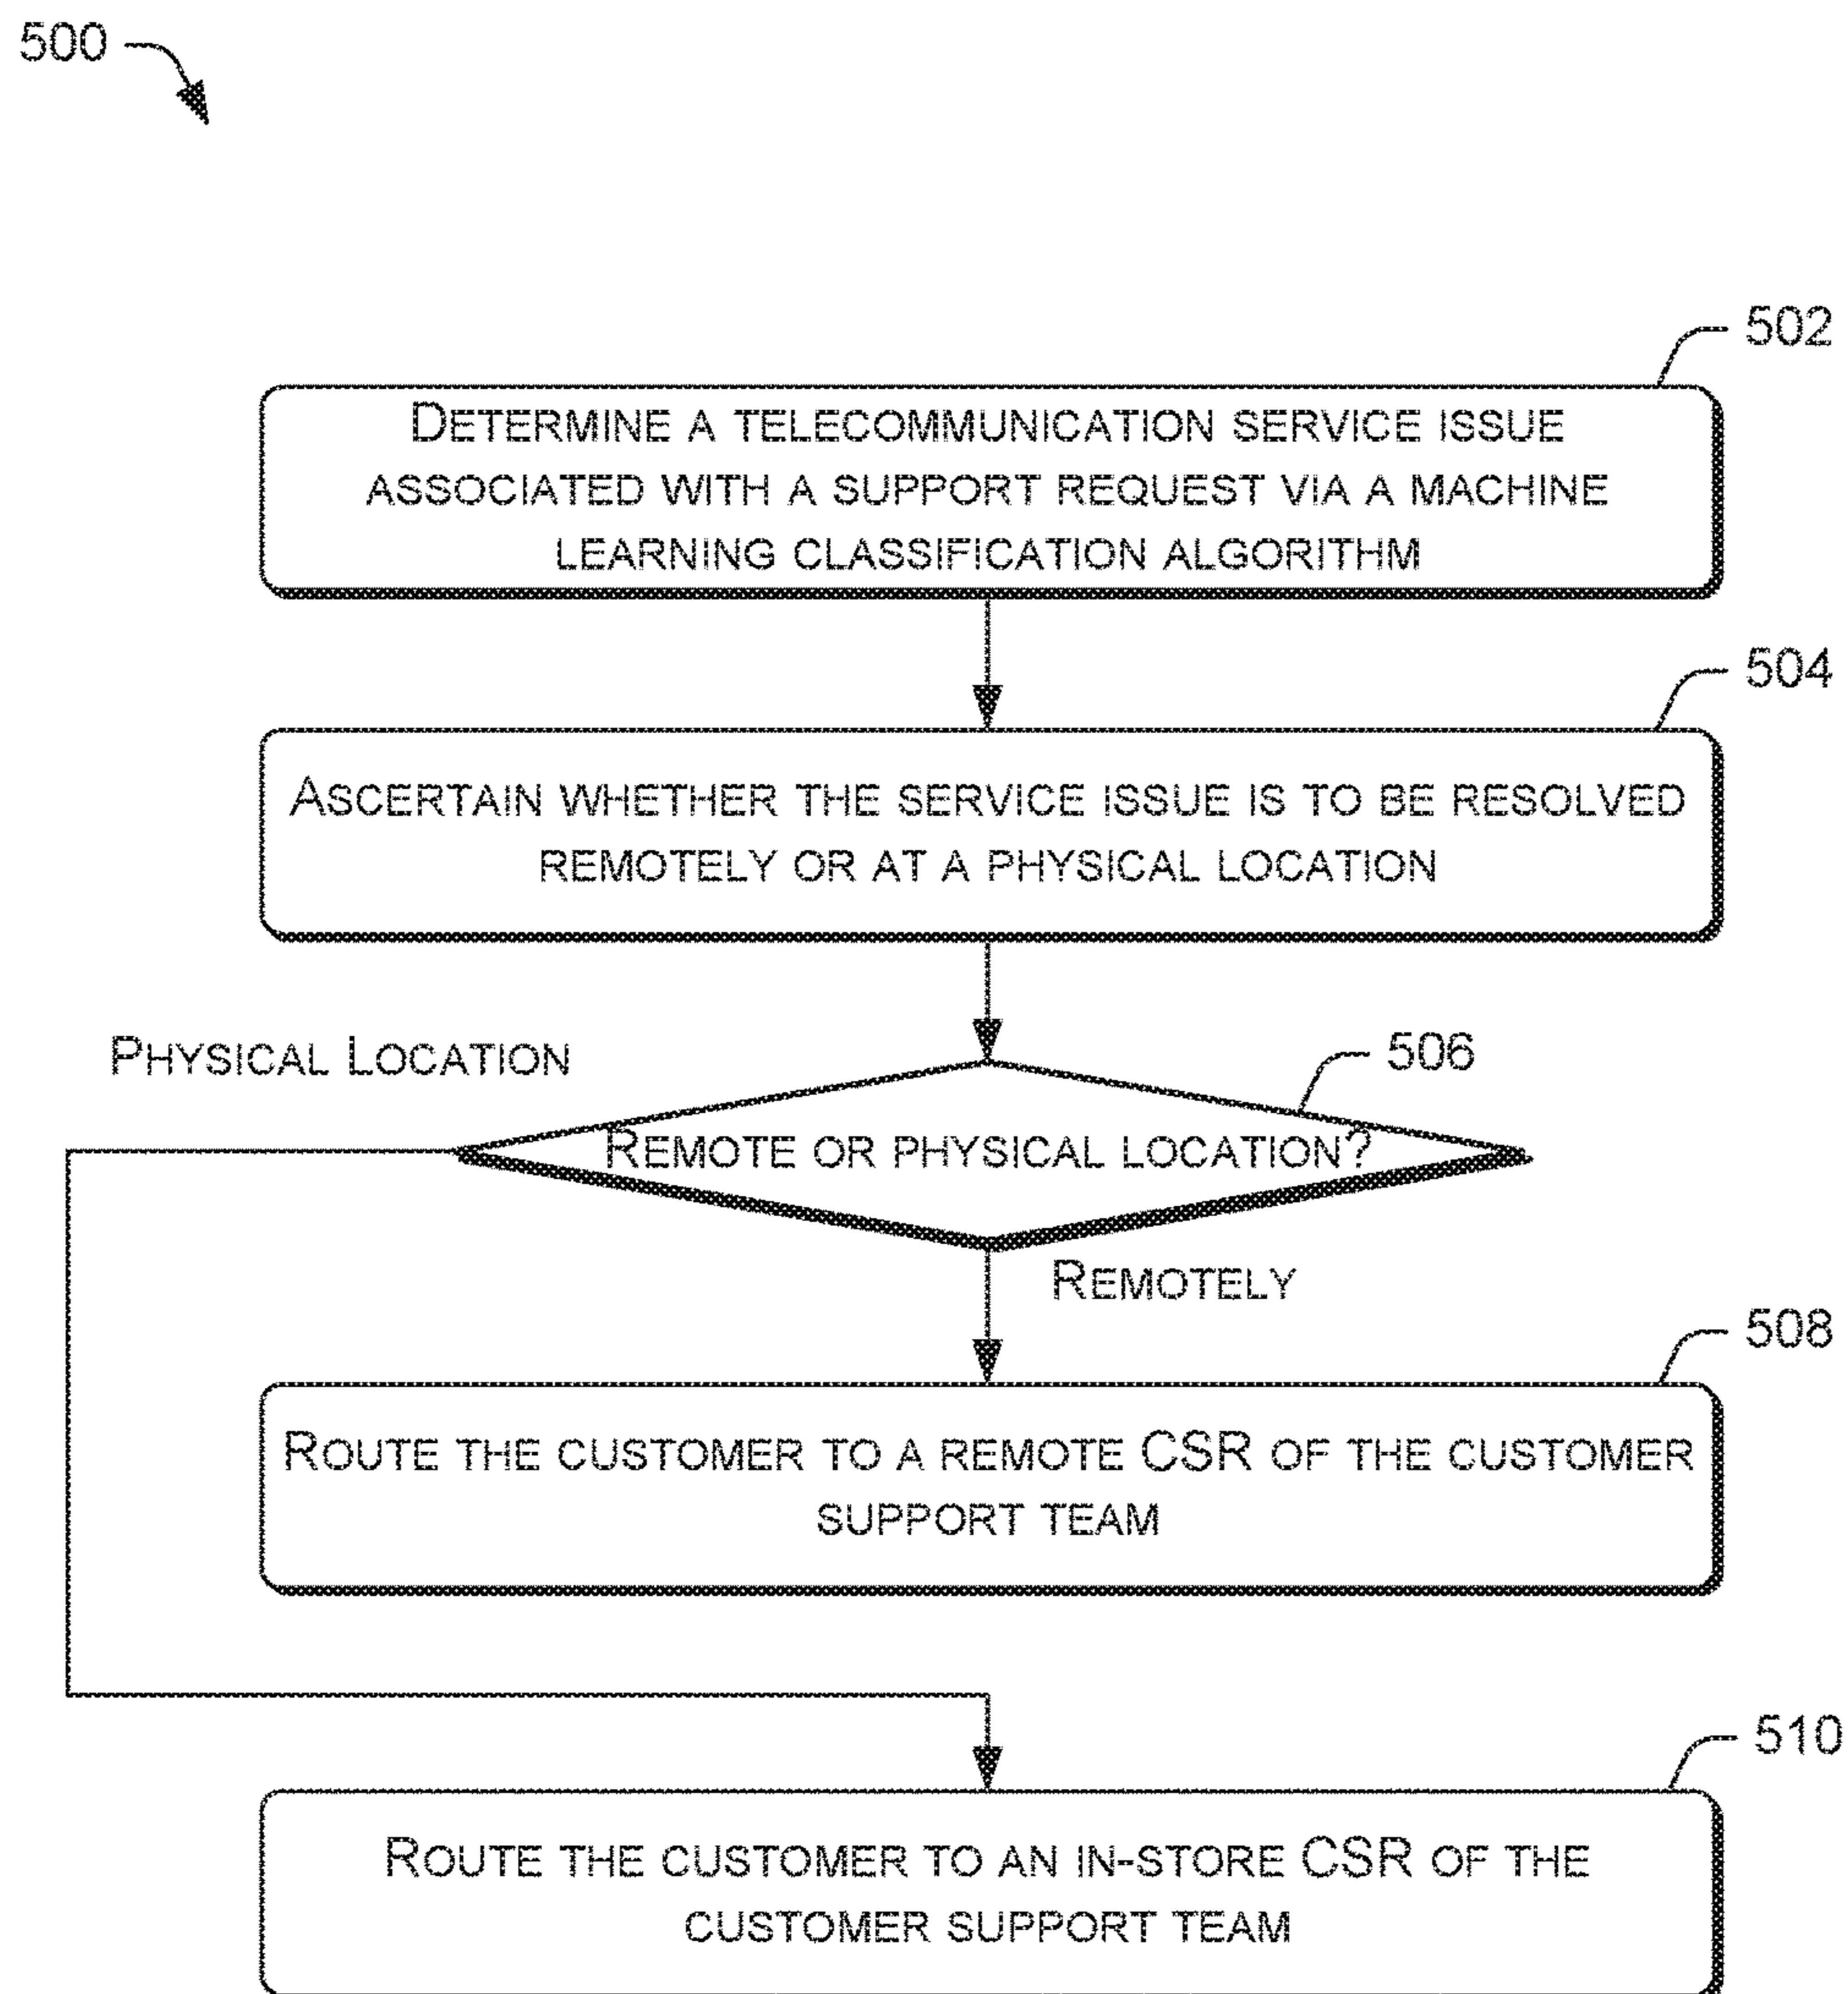 500
502
DETERMINE A TELECOMMUNICATION SERVICE ISSUE
ASSOCIATED WITH A SUPPORT REQUEST VIA A MACHINE
LEARNING CLASSIFICATION ALGORITHM
504
ASCERTAIN WHETHER THE SERVICE ISSUE IS TO BE RESOLVED
REMOTELY OR AT A PHYSICAL LOCATION
PHYSICAL LOCATION
506
REMOTE OR PHYSICAL LOCATION?
REMOTELY
508
ROUTE THE CUSTOMER TO A REMOTE CSR OF THE CUSTOMER
SUPPORT TEAM
510
ROUTE THE CUSTOMER TO AN IN-STORE CSR OF THE
CUSTOMER SUPPORT TEAM